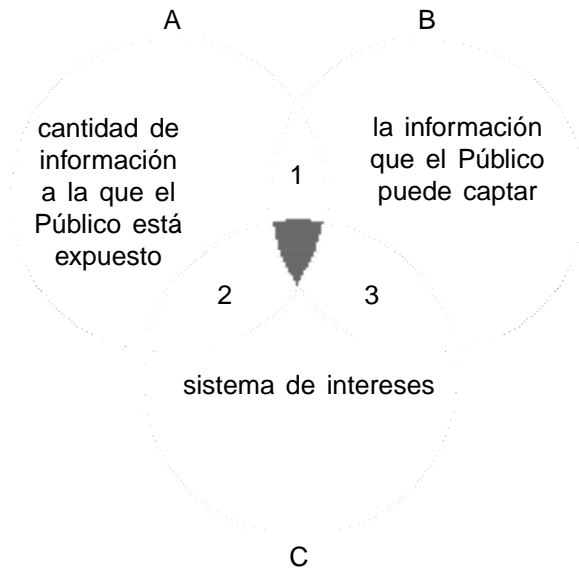 A
B
cantidad de
información
a la que el
Público está
expuesto
la información
que el Público
puede captar
1
2
3
sistema de intereses
C